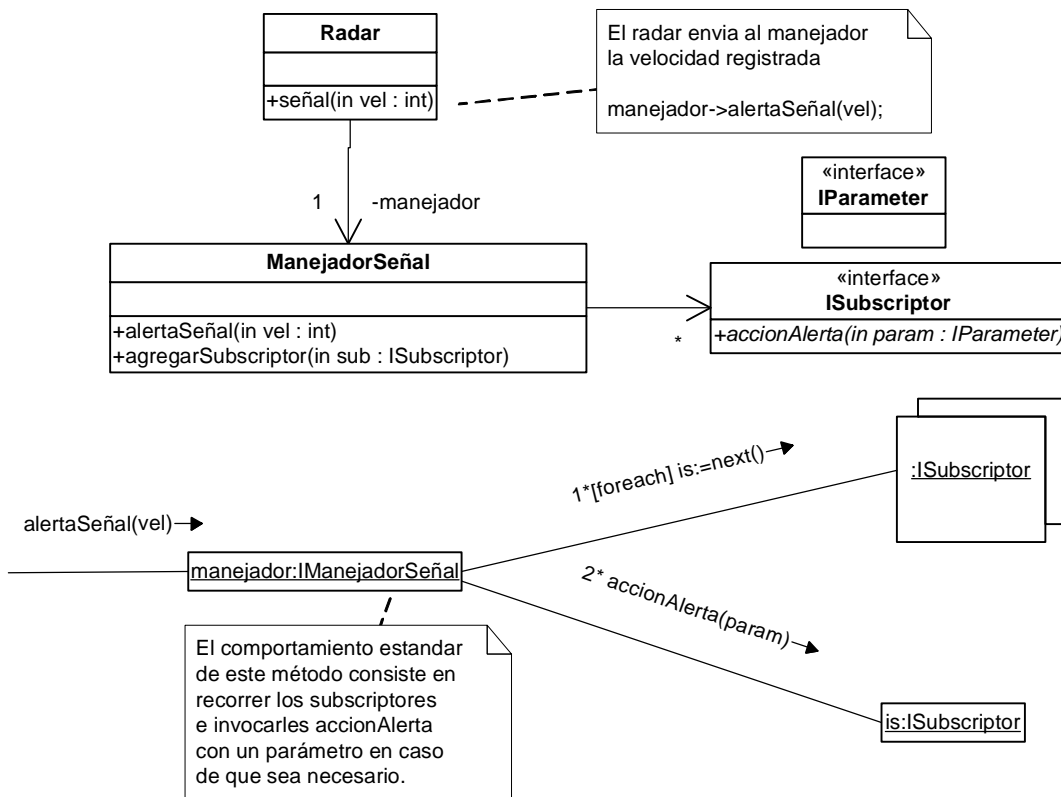 Radar
+señal(in vel : int)
El radar envia al manejador
la velocidad registrada
manejador->alertaSeñal(vel);
1
-manejador
«interface»
IParameter
ManejadorSeñal
+alertaSeñal(in vel : int)
+agregarSubscriptor(in sub : ISubscriptor)
*
«interface»
ISubscriptor
+accionAlerta(in param : IParameter)
1*[foreach] is:=next()
:ISubscriptor
alertaSeñal(vel)
manejador:IManejadorSeñal
2* accionAlerta(param)
El comportamiento estandar
de este método consiste en
recorrer los subscriptores
e invocarles accionAlerta
con un parámetro en caso
de que sea necesario.
is:ISubscriptor